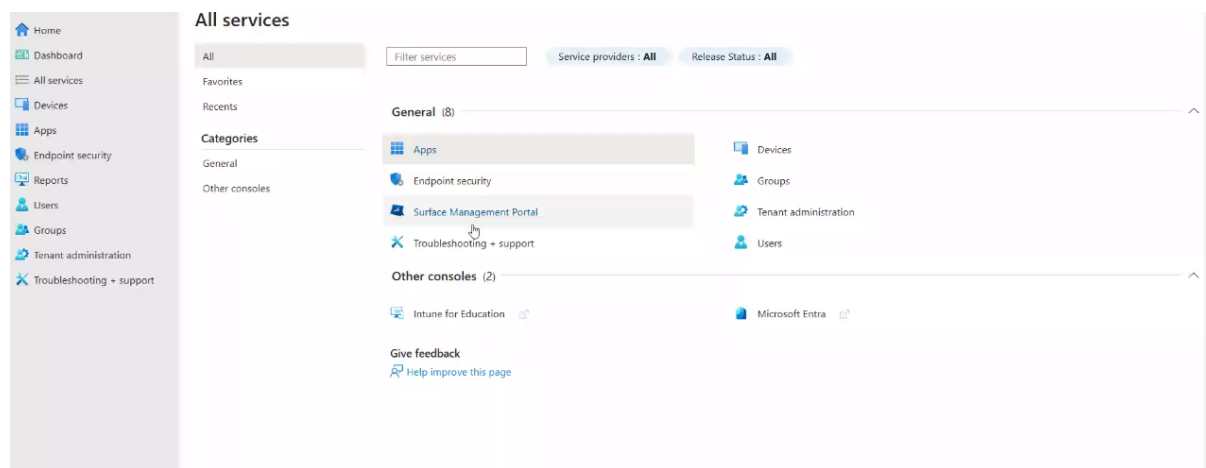 Home
Dashboard
All services
Devices
Apps
Endpoint security
Reports
Users
Groups
Tenant administration
Troubleshooting + support
All services
All
Favorites
Recents
Categories
General
Other consoles
Filter services
Service providers : All
Release Status : All
General (8)
Apps
Devices
Endpoint security
Groups
Surface Management Portal
Tenant administration
Troubleshooting + support
Users
Other consoles (2)
Intune for Education
Microsoft Entra
Give feedback
Help improve this page